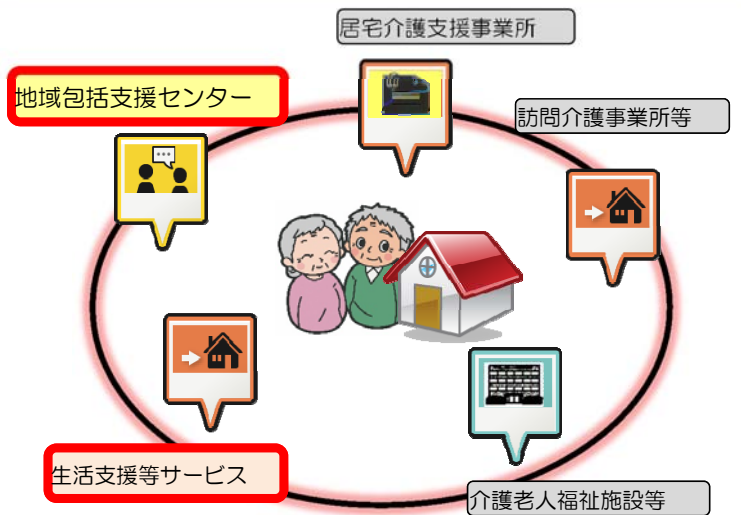 居宅介護支援事業所
地域包括支援センター
訪問介護事業所等
生活支援等サービス
介護老人福祉施設等